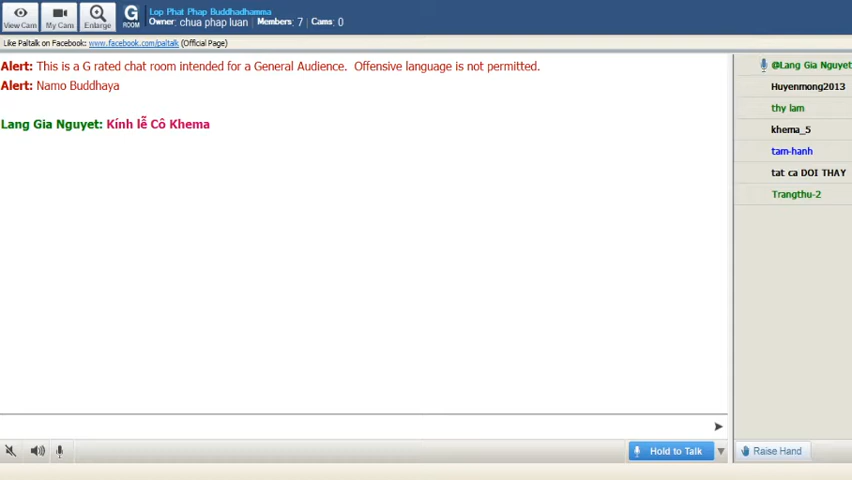 View Cam
My Cam
Enlarge
G
ROOM
Lop Phat Phap Buddhadhamma
Owner: chua phap luan Members: 7 Cams: 0
Like Paltalk on Facebook: www.facebook.com/paltalk (Official Page)
Alert: This is a G rated chat room intended for a General Audience. Offensive language is not permitted.
Alert: Namo Buddhaya
Lang Gia Nguyet: Kính lễ Cô Khema
@Lang Gia Nguyet
Huyenmong2013
thy lam
khema_5
tam-hanh
tat ca DOI THAY
Trangthu-2
Hold to Talk
Raise Hand